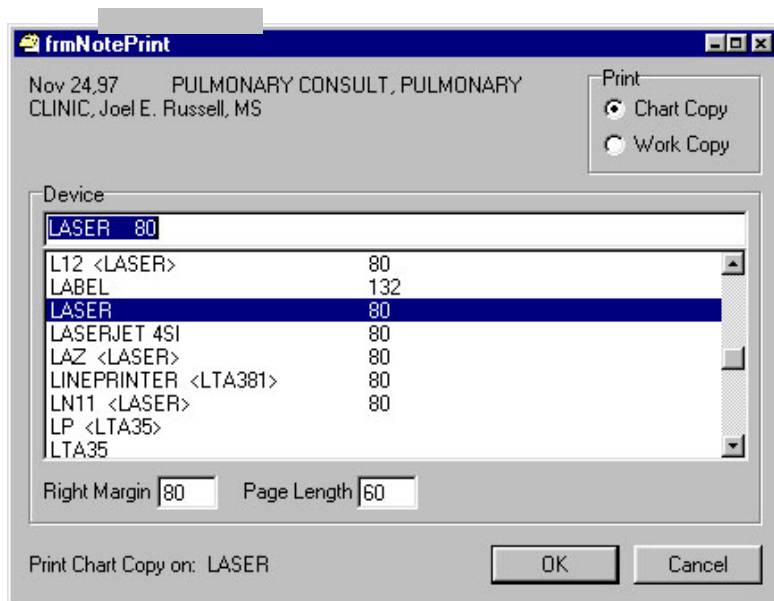 frmNotePrint
Nov 24,97 PULMONARY CONSULT, PULMONARY
CLINIC, Joel E. Russell, MS
Print
Chart Copy
Work Copy
Device
LASER 80
L12 <LASER> 80
LABEL 132
LASER 80
LASERJET 4SI 80
LAZ <LASER> 80
LINEPRINTER <LTA381> 80
LN11 <LASER> 80
LP <LTA35>
LTA35
Right Margin 80 Page Length 60
Print Chart Copy on: LASER OK Cancel